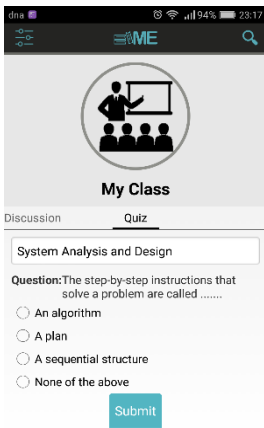 dna 94% 23:17
ME
My Class
Discussion Quiz
System Analysis and Design
Question:The step-by-step instructions that
solve a problem are called .......
An algorithm
A plan
A sequential structure
None of the above
Submit